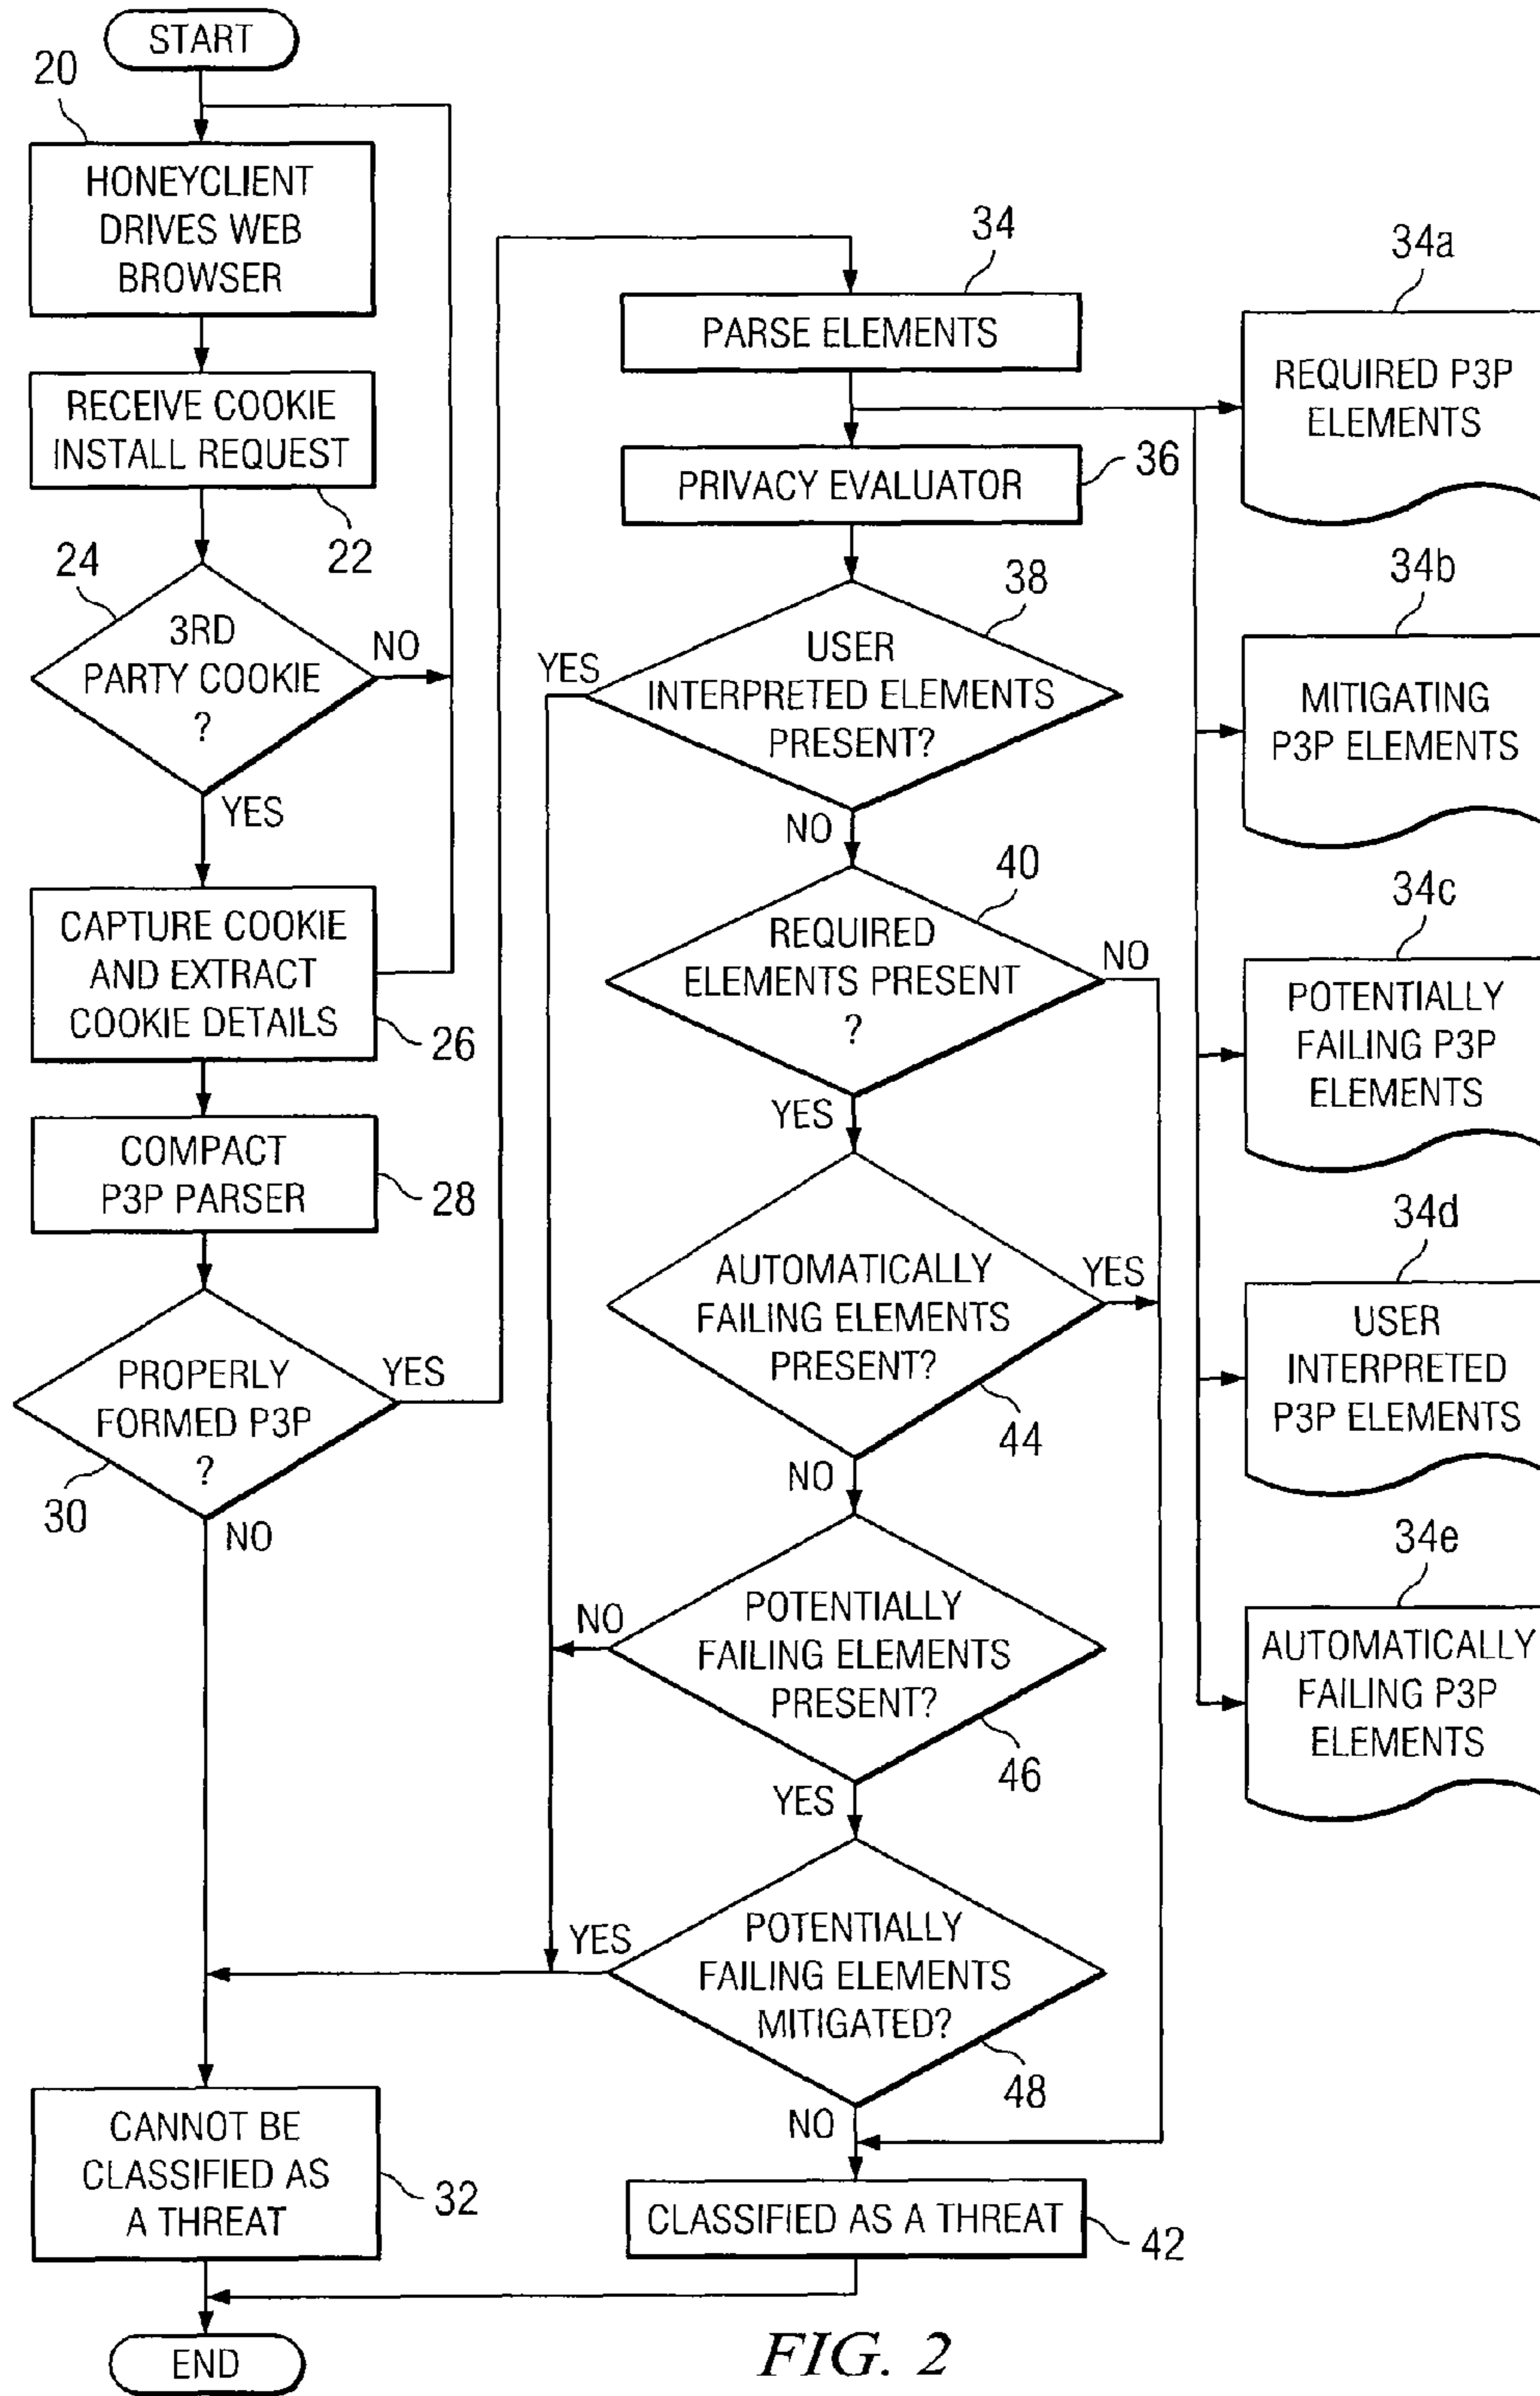 START
20
HONEYCLIENT
DRIVES WEB
BROWSER
RECEIVE COOKIE
INSTALL REQUEST
22
24
3RD
PARTY COOKIE
?
NO
YES
CAPTURE COOKIE
AND EXTRACT
COOKIE DETAILS
26
COMPACT
P3P PARSER
28
PROPERLY
FORMED P3P
?
YES
30
NO
CANNOT BE
CLASSIFIED AS
A THREAT
32
END
34
PARSE ELEMENTS
PRIVACY EVALUATOR
36
38
YES
USER
INTERPRETED ELEMENTS
PRESENT?
NO
40
REQUIRED
ELEMENTS PRESENT
?
NO
YES
AUTOMATICALLY
FAILING ELEMENTS
PRESENT?
YES
44
NO
NO
POTENTIALLY
FAILING ELEMENTS
PRESENT?
46
YES
YES
POTENTIALLY
FAILING ELEMENTS
MITIGATED?
48
NO
CLASSIFIED AS A THREAT
42
34a
REQUIRED P3P
ELEMENTS
34b
MITIGATING
P3P ELEMENTS
34c
POTENTIALLY
FAILING P3P
ELEMENTS
34d
USER
INTERPRETED
P3P ELEMENTS
34e
AUTOMATICALLY
FAILING P3P
ELEMENTS
FIG. 2